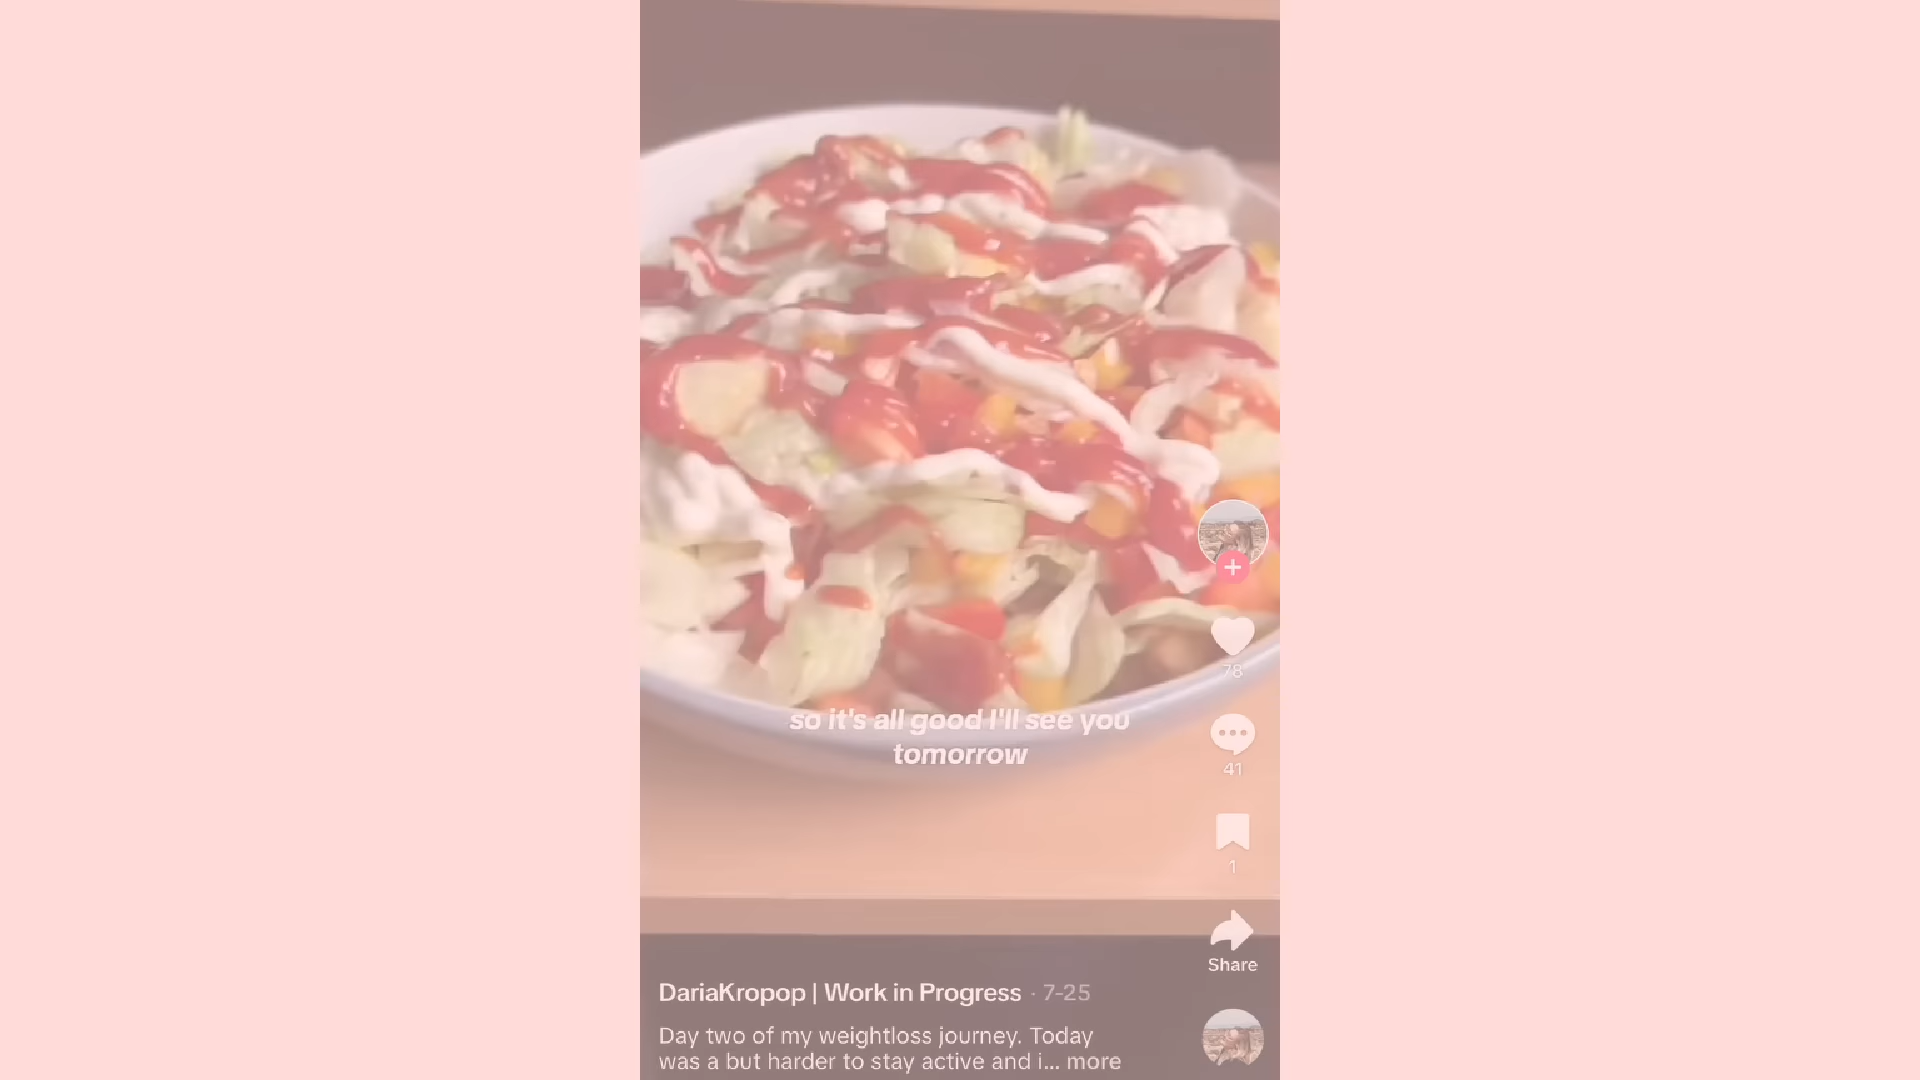 so it's all good I'll see you
tomorrow
78
41
1
Share
DariaKropop | Work in Progress · 7-25
Day two of my weightloss journey. Today
was a but harder to stay active and i... more